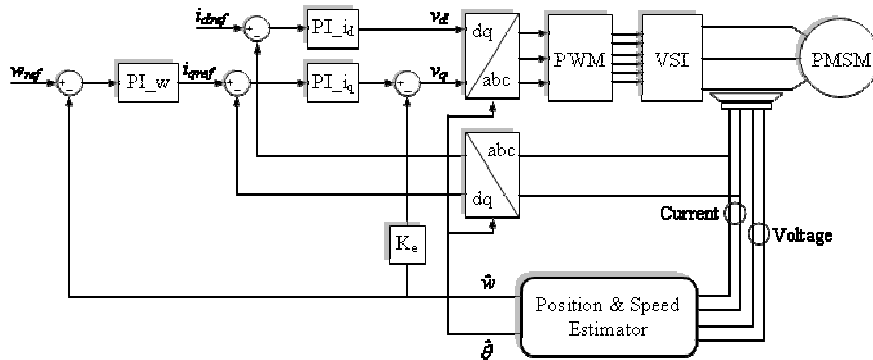 i_dref
PI_i_d
v_d
dq
abc
PWM
VSI
PMSM
w_ref
PI_w
i_qref
PI_i_q
v_q
abc
dq
Current
Voltage
K_e
ŵ
Position & Speed
Estimator
θ̂